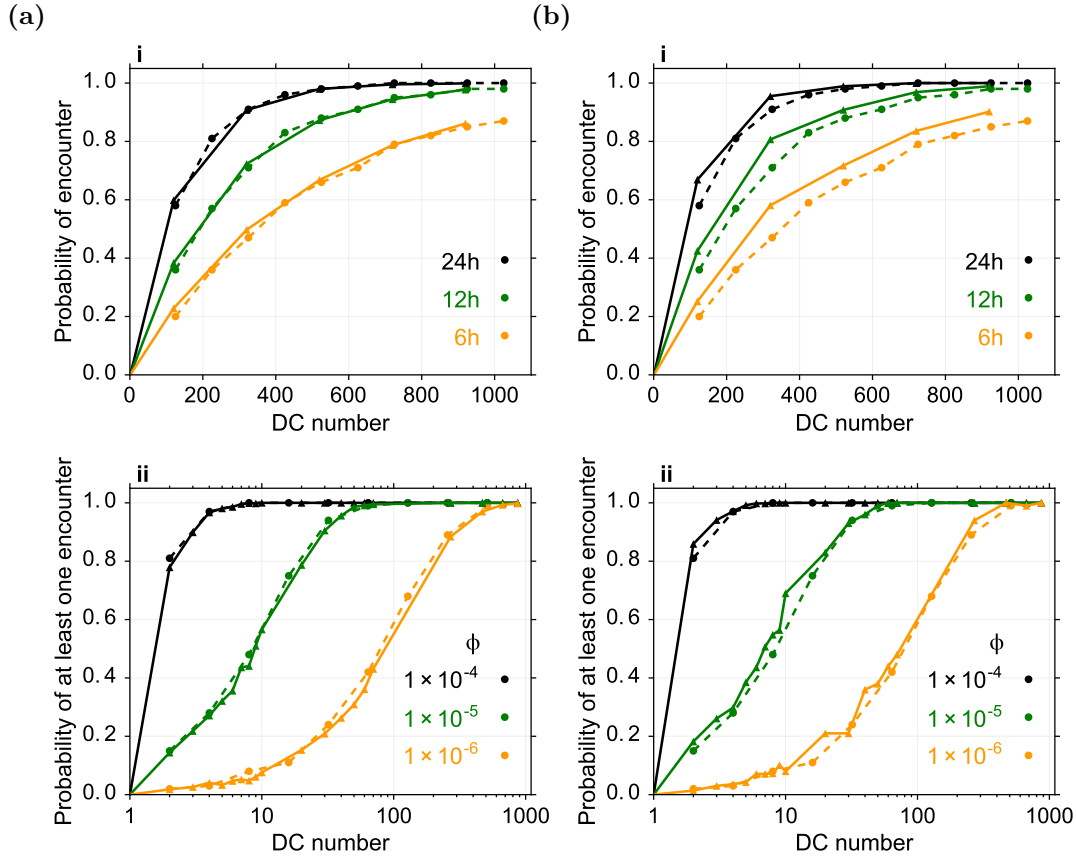 (a)
(b)
i
Probability of encounter
1.0
0.8
0.6
0.4
0.2
0.0
24h
12h
6h
0 200 400 600 800 1000
DC number
i
Probability of encounter
1.0
0.8
0.6
0.4
0.2
0.0
24h
12h
6h
0 200 400 600 800 1000
DC number
ii
Probability of at least one encounter
1.0
0.8
0.6
0.4
0.2
0.0
ϕ
1 × 10⁻⁴
1 × 10⁻⁵
1 × 10⁻⁶
1 10 100 1000
DC number
ii
Probability of at least one encounter
1.0
0.8
0.6
0.4
0.2
0.0
ϕ
1 × 10⁻⁴
1 × 10⁻⁵
1 × 10⁻⁶
1 10 100 1000
DC number